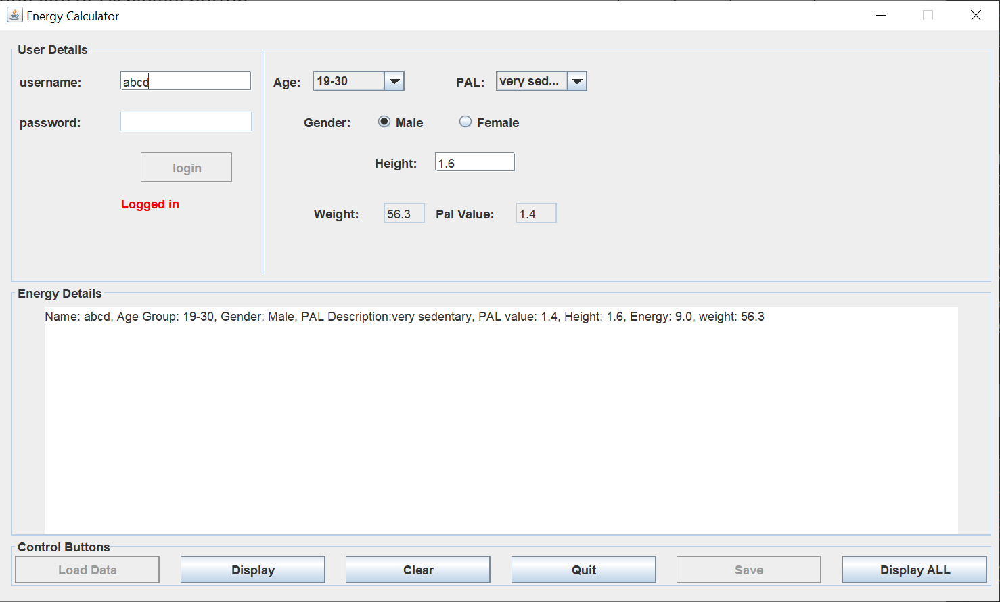 Energy Calculator
User Details
username: abcd
password:
login
Logged in
Age: 19-30 PAL: very sed...
Gender: Male Female
Height: 1.6
Weight: 56.3 Pal Value: 1.4
Energy Details
Name: abcd, Age Group: 19-30, Gender: Male, PAL Description:very sedentary, PAL value: 1.4, Height: 1.6, Energy: 9.0, weight: 56.3
Control Buttons
Load Data Display Clear Quit Save Display ALL